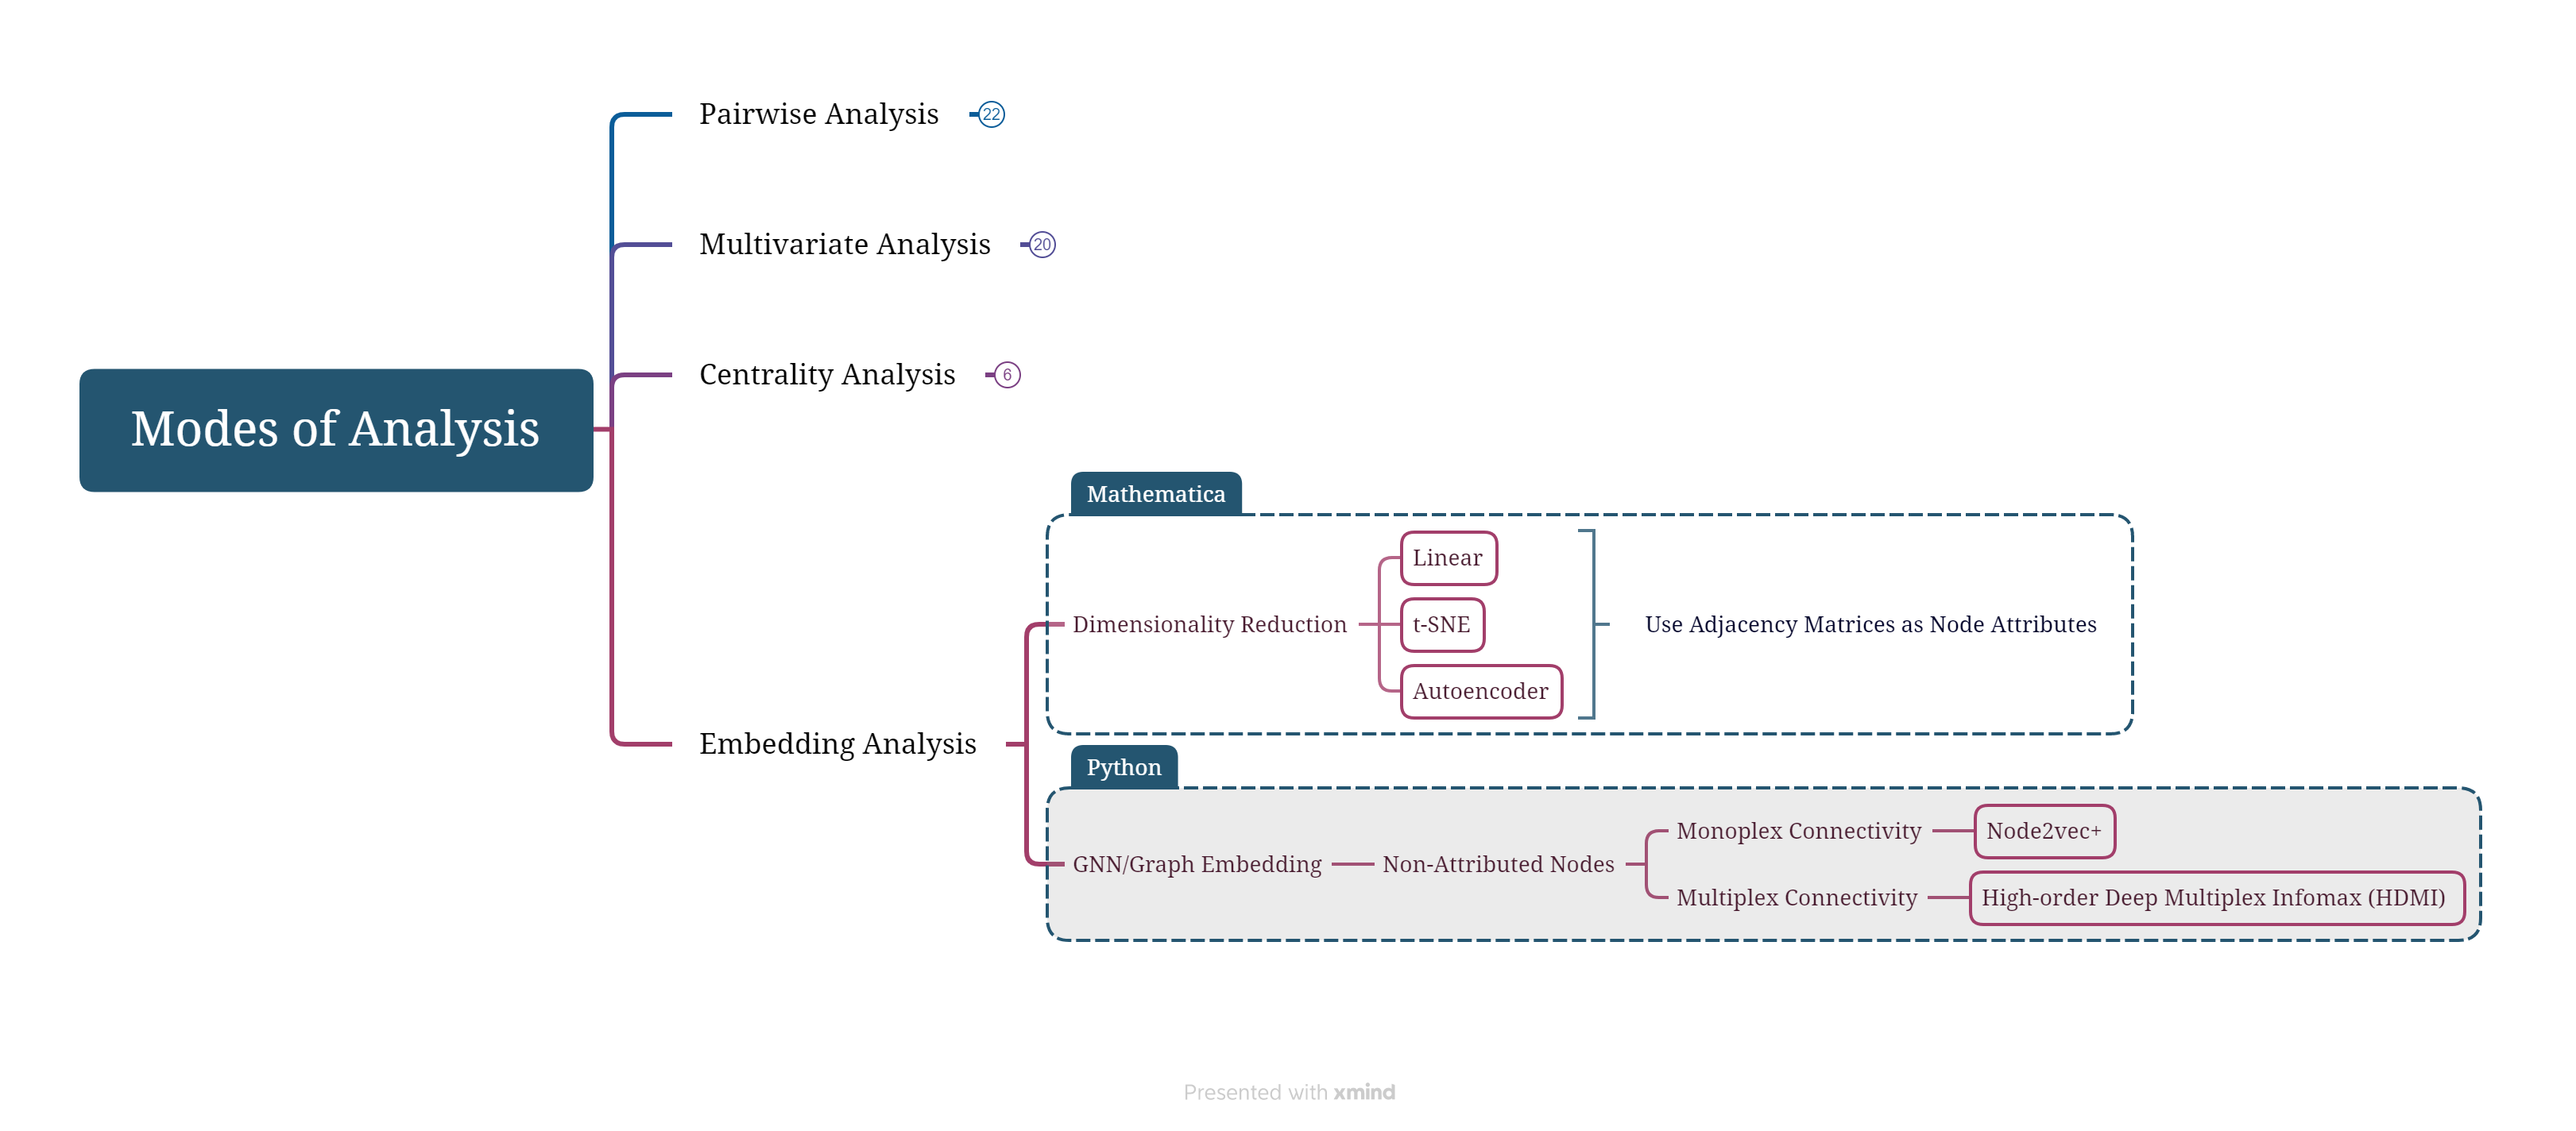 Pairwise Analysis 22
Multivariate Analysis 20
Centrality Analysis 6
Modes of Analysis
Mathematica
Linear
Dimensionality Reduction t-SNE Use Adjacency Matrices as Node Attributes
Autoencoder
Embedding Analysis
Python
Monoplex Connectivity Node2vec+
GNN/Graph Embedding Non-Attributed Nodes
Multiplex Connectivity High-order Deep Multiplex Infomax (HDMI)
Presented with xmind